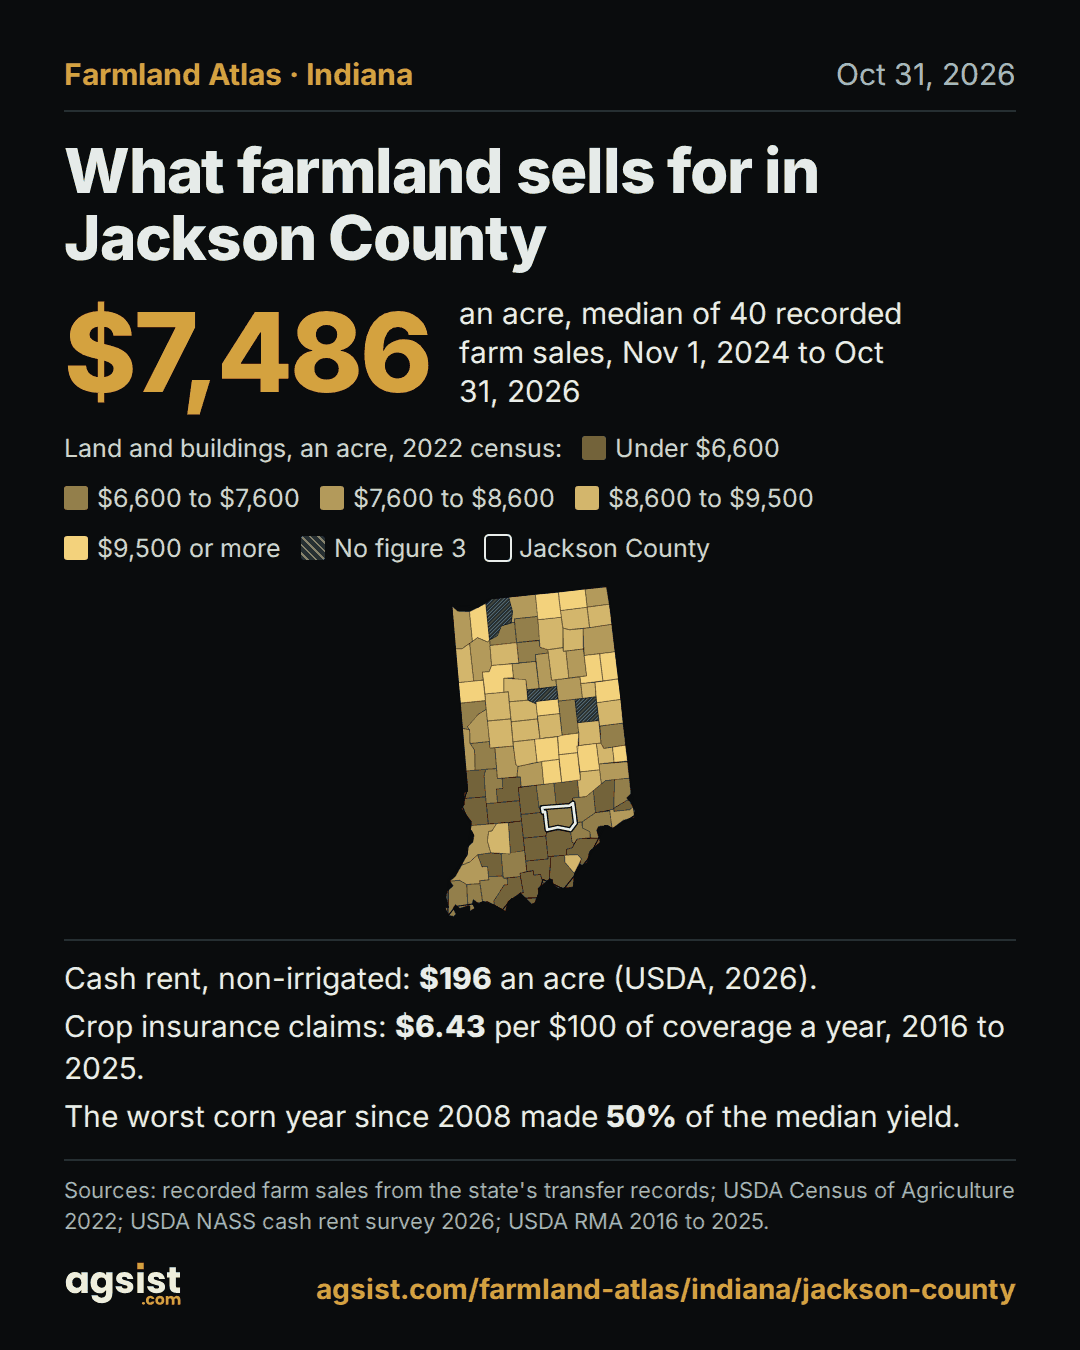 Farmland Atlas · Indiana
Oct 31, 2026
What farmland sells for in
Jackson County
$7,486
an acre, median of 40 recorded
farm sales, Nov 1, 2024 to Oct
31, 2026
Land and buildings, an acre, 2022 census: Under $6,600
$6,600 to $7,600 $7,600 to $8,600 $8,600 to $9,500
$9,500 or more No figure 3 Jackson County
Cash rent, non-irrigated: $196 an acre (USDA, 2026).
Crop insurance claims: $6.43 per $100 of coverage a year, 2016 to
2025.
The worst corn year since 2008 made 50% of the median yield.
Sources: recorded farm sales from the state's transfer records; USDA Census of Agriculture
2022; USDA NASS cash rent survey 2026; USDA RMA 2016 to 2025.
agsist
.com
agsist.com/farmland-atlas/indiana/jackson-county